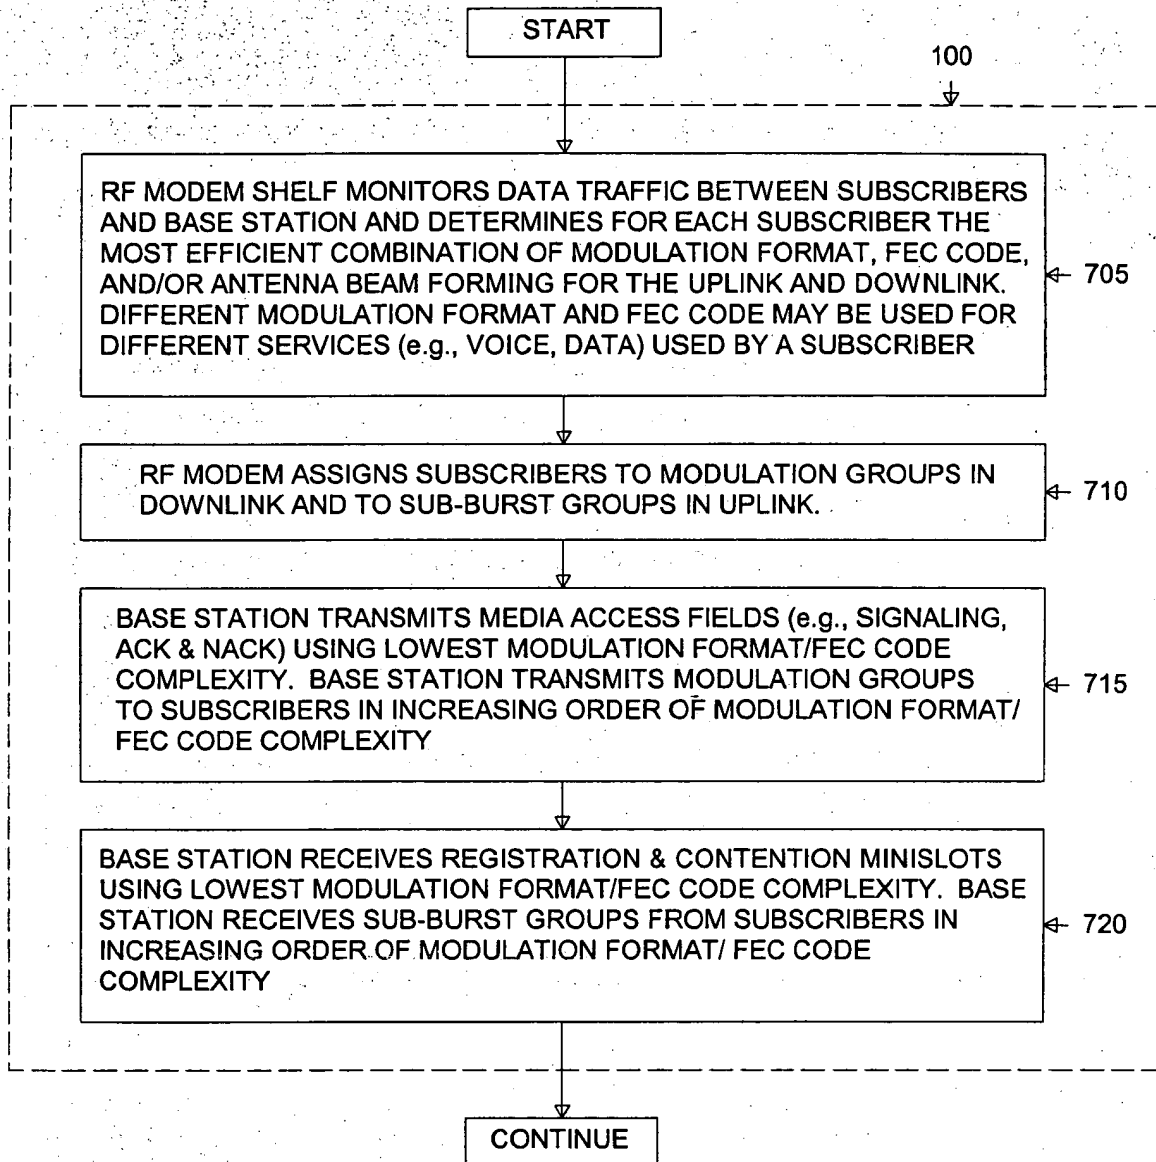 START
100
RF MODEM SHELF MONITORS DATA TRAFFIC BETWEEN SUBSCRIBERS
AND BASE STATION AND DETERMINES FOR EACH SUBSCRIBER THE
MOST EFFICIENT COMBINATION OF MODULATION FORMAT, FEC CODE,
AND/OR ANTENNA BEAM FORMING FOR THE UPLINK AND DOWNLINK.
DIFFERENT MODULATION FORMAT AND FEC CODE MAY BE USED FOR
DIFFERENT SERVICES (e.g., VOICE, DATA) USED BY A SUBSCRIBER
705
RF MODEM ASSIGNS SUBSCRIBERS TO MODULATION GROUPS IN
DOWNLINK AND TO SUB-BURST GROUPS IN UPLINK.
710
BASE STATION TRANSMITS MEDIA ACCESS FIELDS (e.g., SIGNALING,
ACK & NACK) USING LOWEST MODULATION FORMAT/FEC CODE
COMPLEXITY. BASE STATION TRANSMITS MODULATION GROUPS
TO SUBSCRIBERS IN INCREASING ORDER OF MODULATION FORMAT/
FEC CODE COMPLEXITY
715
BASE STATION RECEIVES REGISTRATION & CONTENTION MINISLOTS
USING LOWEST MODULATION FORMAT/FEC CODE COMPLEXITY. BASE
STATION RECEIVES SUB-BURST GROUPS FROM SUBSCRIBERS IN
INCREASING ORDER OF MODULATION FORMAT/ FEC CODE
COMPLEXITY
720
CONTINUE